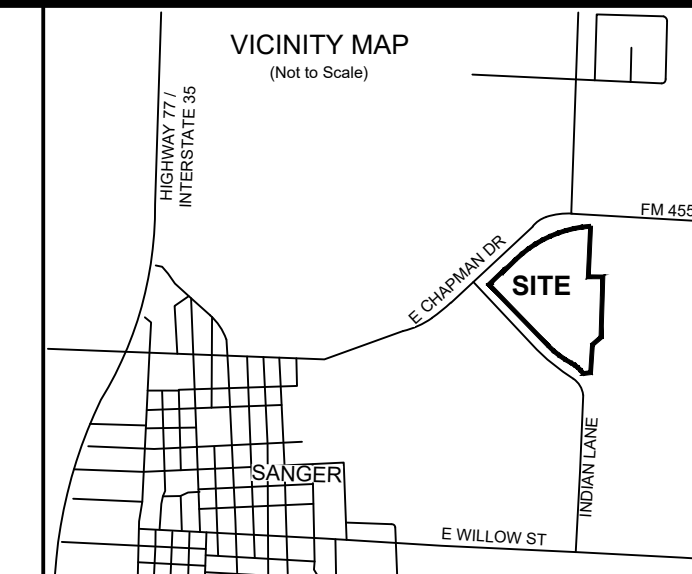 VICINITY MAP
(Not to Scale)
HIGHWAY 77 /
INTERSTATE 35
FM 455
E CHAPMAN DR
SITE
INDIAN LANE
SANGER
E WILLOW ST